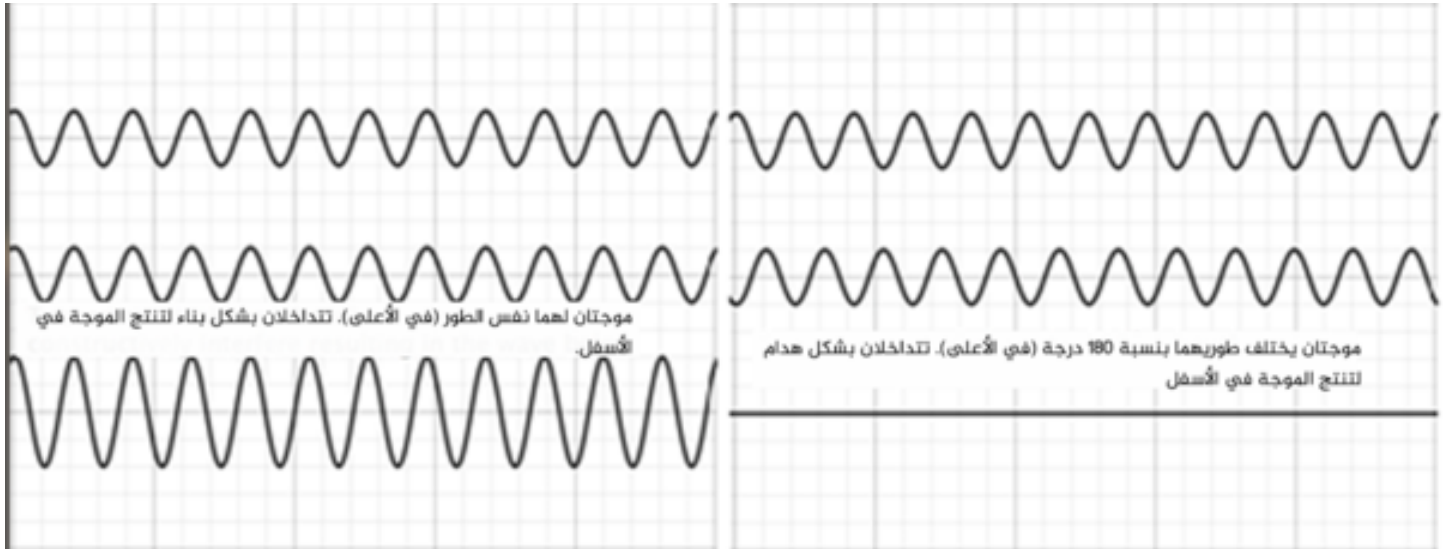 موجتان لهما نفس الطور (في الأعلى). تتداخلان بشكل بناء لتنتج الموجة في
الأسفل.
موجتان يختلف طوريهما بنسبة 180 درجة (في الأعلى). تتداخلان بشكل هدام
لتنتج الموجة في الأسفل